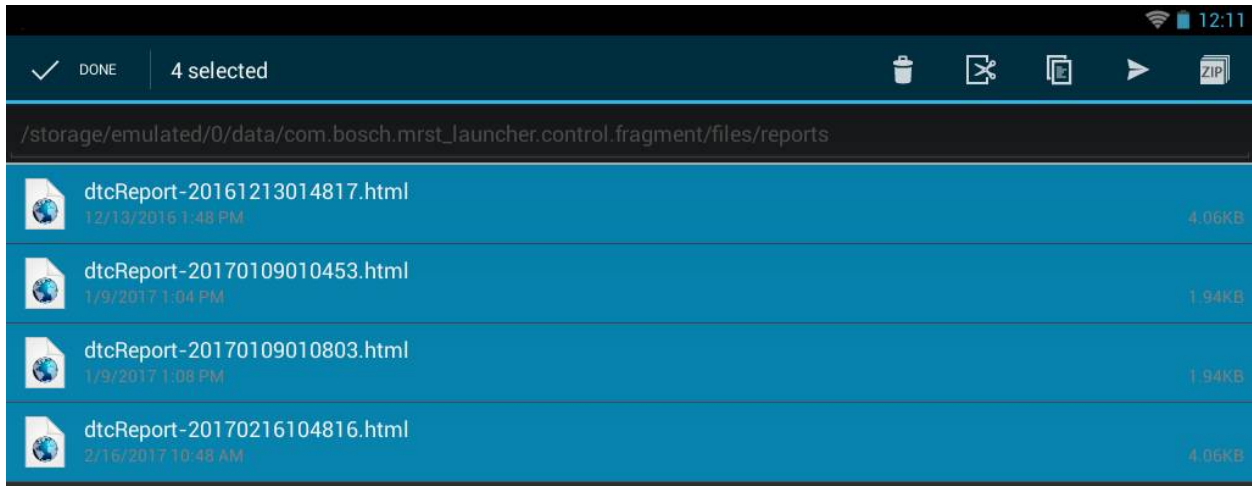 12:11
DONE 4 selected ZIP
/storage/emulated/0/data/com.bosch.mrst_launcher.control.fragment/files/reports
dtcReport-20161213014817.html
12/13/2016 1:48 PM 4.06KB
dtcReport-20170109010453.html
1/9/2017 1:04 PM 1.94KB
dtcReport-20170109010803.html
1/9/2017 1:08 PM 1.94KB
dtcReport-20170216104816.html
2/16/2017 10:48 AM 4.06KB